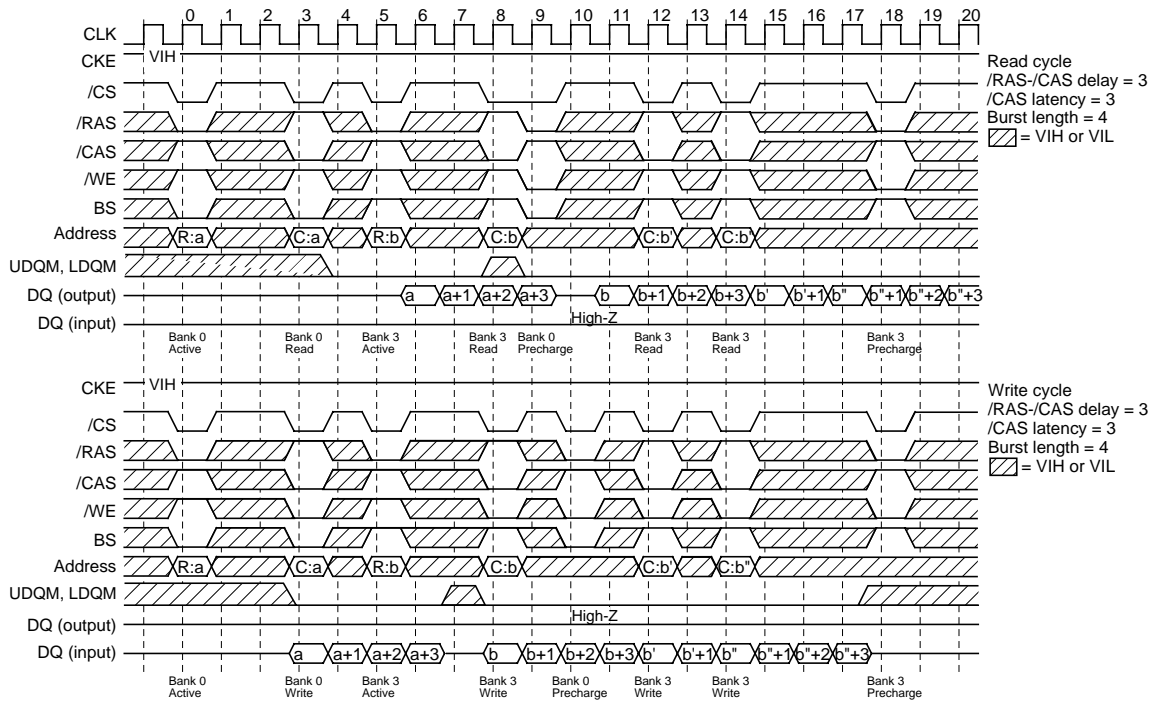 0 1 2 3 4 5 6 7 8 9 10 11 12 13 14 15 16 17 18 19 20
CLK
CKE VIH
/CS
/RAS
/CAS
/WE
BS
Address R:a C:a R:b C:b C:b' C:b'
UDQM, LDQM
DQ (output) a a+1 a+2 a+3 b b+1 b+2 b+3 b' b'+1 b" b"+1 b"+2 b"+3
High-Z
DQ (input)
Bank 0 Active
Bank 0 Read
Bank 3 Active
Bank 3 Read
Bank 0 Precharge
Bank 3 Read
Bank 3 Read
Bank 3 Precharge
Read cycle
/RAS-/CAS delay = 3
/CAS latency = 3
Burst length = 4
= VIH or VIL
CKE VIH
/CS
/RAS
/CAS
/WE
BS
Address R:a C:a R:b C:b C:b' C:b"
UDQM, LDQM
High-Z
DQ (output)
DQ (input) a a+1 a+2 a+3 b b+1 b+2 b+3 b' b'+1 b" b"+1 b"+2 b"+3
Bank 0 Active
Bank 0 Write
Bank 3 Active
Bank 3 Write
Bank 0 Precharge
Bank 3 Write
Bank 3 Write
Bank 3 Precharge
Write cycle
/RAS-/CAS delay = 3
/CAS latency = 3
Burst length = 4
= VIH or VIL